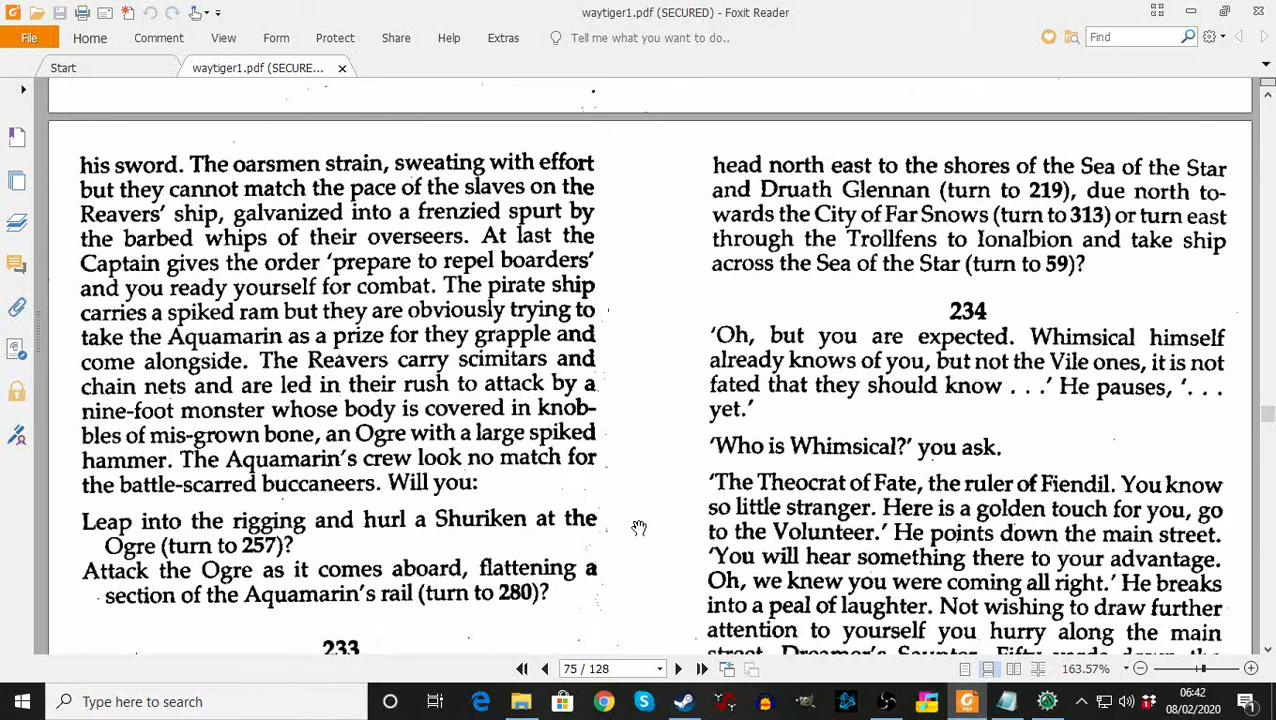 waytiger1.pdf (SECURED) - Foxit Reader
File
Home
Comment
View
Form
Protect
Share
Help
Extras
Tell me what you want to do..
Find
Start
waytiger1.pdf (SECURE...
his sword. The oarsmen strain, sweating with effort
but they cannot match the pace of the slaves on the
Reavers' ship, galvanized into a frenzied spurt by
the barbed whips of their overseers. At last the
Captain gives the order 'prepare to repel boarders'
and you ready yourself for combat. The pirate ship
carries a spiked ram but they are obviously trying to
take the Aquamarin as a prize for they grapple and
come alongside. The Reavers carry scimitars and
chain nets and are led in their rush to attack by a
nine-foot monster whose body is covered in knob-
bles of mis-grown bone, an Ogre with a large spiked
hammer. The Aquamarin's crew look no match for
the battle-scarred buccaneers. Will you:
Leap into the rigging and hurl a Shuriken at the
Ogre (turn to 257)?
Attack the Ogre as it comes aboard, flattening a
section of the Aquamarin's rail (turn to 280)?
233
head north east to the shores of the Sea of the Star
and Druath Glennan (turn to 219), due north to-
wards the City of Far Snows (turn to 313) or turn east
through the Trollfens to Ionalbion and take ship
across the Sea of the Star (turn to 59)?
234
'Oh, but you are expected. Whimsical himself
already knows of you, but not the Vile ones, it is not
fated that they should know . . .' He pauses, '. . .
yet.'
'Who is Whimsical?' you ask.
'The Theocrat of Fate, the ruler of Fiendil. You know
so little stranger. Here is a golden touch for you, go
to the Volunteer.' He points down the main street.
'You will hear something there to your advantage.
Oh, we knew you were coming all right.' He breaks
into a peal of laughter. Not wishing to draw further
attention to yourself you hurry along the main
street, Dreamer's Saunter. Fifty yards down the
75 / 128
163.57%
Type here to search
06:42
08/02/2020